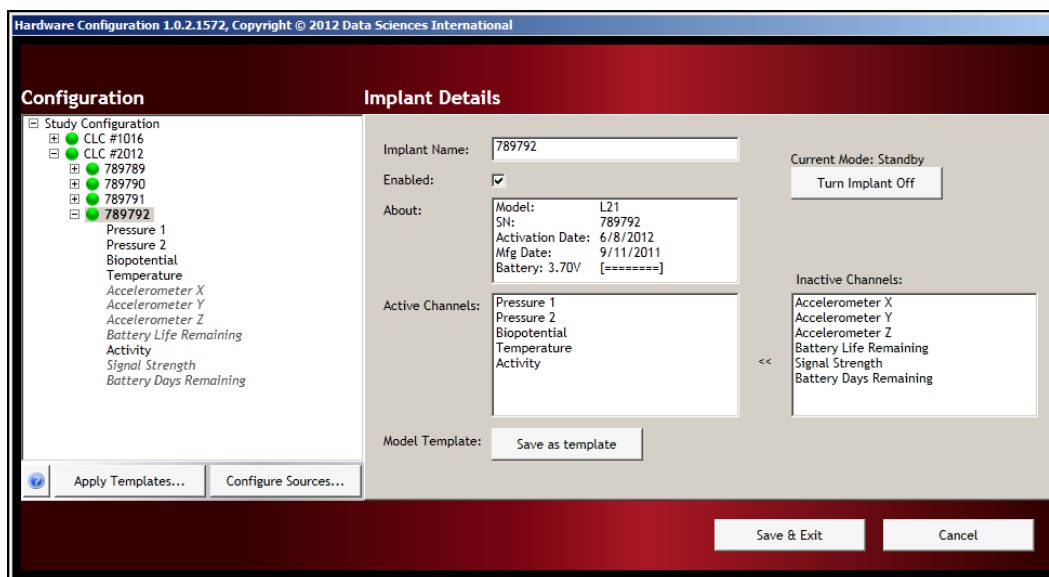 Hardware Configuration 1.0.2.1572, Copyright © 2012 Data Sciences International
Configuration
Study Configuration
CLC #1016
CLC #2012
789789
789790
789791
789792
Pressure 1
Pressure 2
Biopotential
Temperature
Accelerometer X
Accelerometer Y
Accelerometer Z
Battery Life Remaining
Activity
Signal Strength
Battery Days Remaining
Apply Templates...
Configure Sources...
Implant Details
Implant Name: 789792
Enabled:
About:
Model: L21
SN: 789792
Activation Date: 6/8/2012
Mfg Date: 9/11/2011
Battery: 3.70V [========]
Current Mode: Standby
Turn Implant Off
Active Channels:
Pressure 1
Pressure 2
Biopotential
Temperature
Activity
<<
Inactive Channels:
Accelerometer X
Accelerometer Y
Accelerometer Z
Battery Life Remaining
Signal Strength
Battery Days Remaining
Model Template:
Save as template
Save & Exit
Cancel